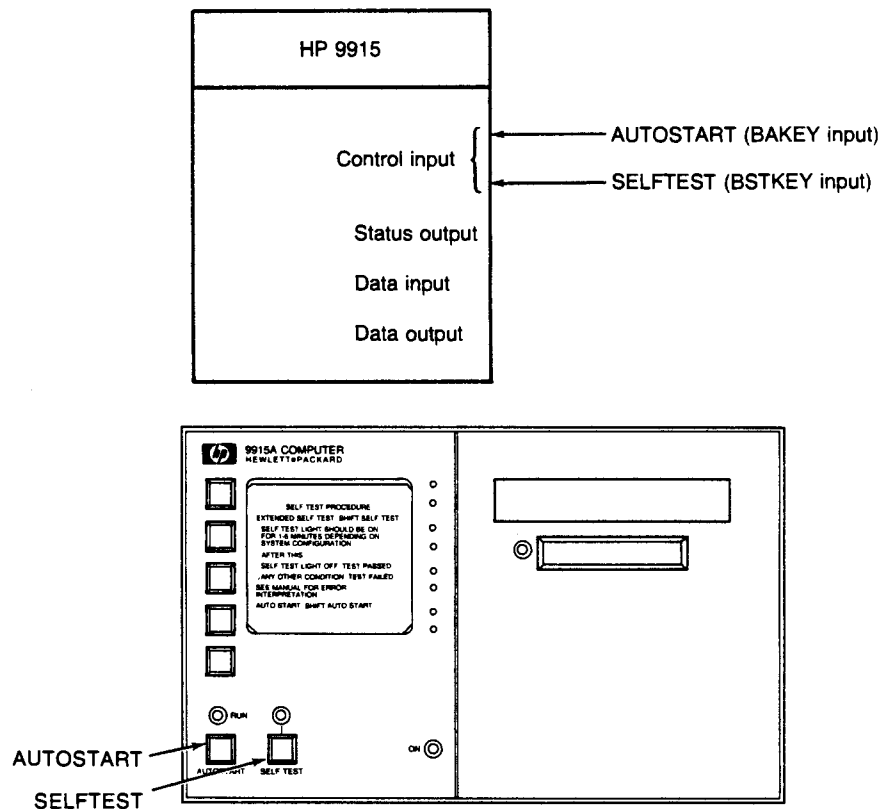 HP 9915
Control input
AUTOSTART (BAKEY input)
SELFTEST (BSTKEY input)
Status output
Data input
Data output
hp
9915A COMPUTER
HEWLETT PACKARD
SELF TEST PROCEDURE
EXTENDED SELF TEST SHIFT SELF TEST
SELF TEST LIGHT SHOULD BE ON
FOR 1-6 MINUTES DEPENDING ON
SYSTEM CONFIGURATION
AFTER THIS
SELF TEST LIGHT OFF TEST PASSED
ANY OTHER CONDITION TEST FAILED
SEE MANUAL FOR ERROR
INTERPRETATION
AUTO START SHIFT AUTO START
RUN
ON
AUTOSTART
AUTOSTART
SELF TEST
SELFTEST